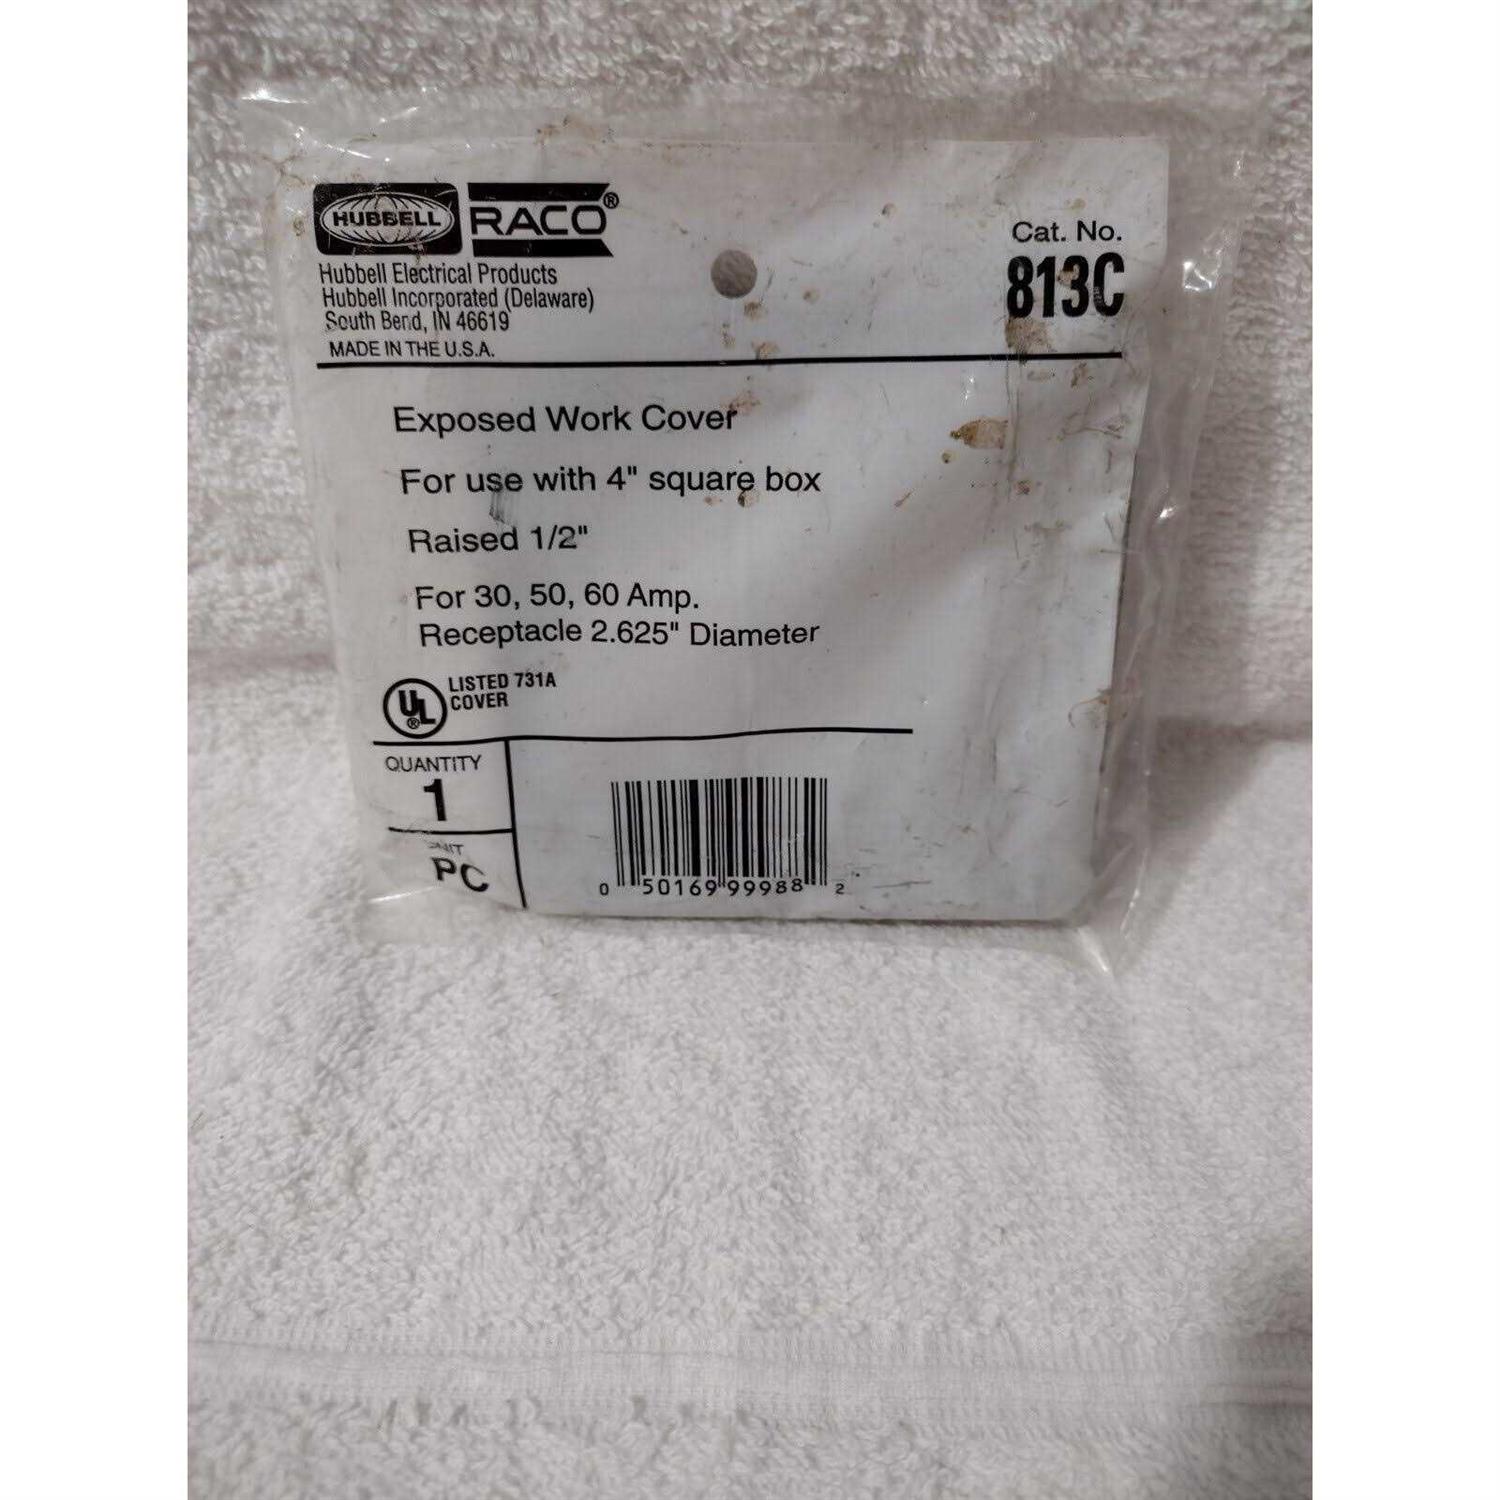 HUBBELL RACO®
Hubbell Electrical Products
Hubbell Incorporated (Delaware)
South Bend, IN 46619
MADE IN THE U.S.A.
Cat. No.
813C
Exposed Work Cover
For use with 4" square box
Raised 1/2"
For 30, 50, 60 Amp.
Receptacle 2.625" Diameter
UL® LISTED 731A
COVER
QUANTITY
1
UNIT
PC
0 50169 99988 2